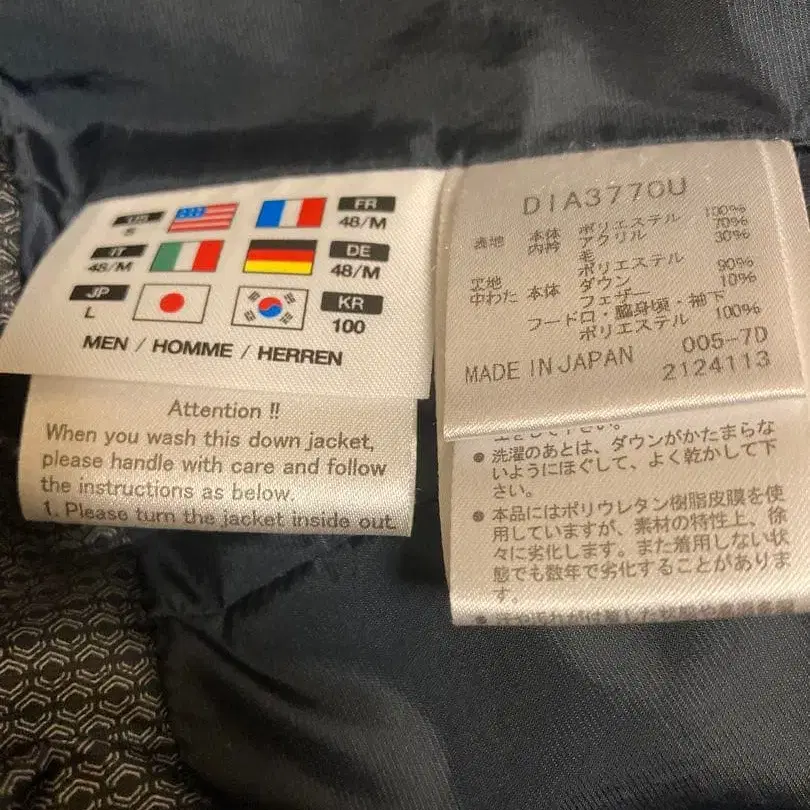 US
S
FR
48/M
IT
48/M
DE
48/M
JP
L
KR
100
MEN / HOMME / HERREN
Attention !!
When you wash this down jacket,
please handle with care and follow
the instructions as below.
1. Please turn the jacket inside out.
DIA3770U
表地 本体 ポリエステル 100%
内衿 アクリル 70%
毛 30%
ポリエステル
中わた 本体 ダウン 90%
フェザー 10%
フードロ・脇身頃・袖下
ポリエステル 100%
MADE IN JAPAN 005-7D
2124113
● 洗濯のあとは、ダウンがかたまらな
いようにほぐして、よく乾かして下
さい。
● 本品にはポリウレタン樹脂皮膜を使
用していますが、素材の特性上、徐
々に劣化します。また着用しない状
態でも数年で劣化することがありま
す。